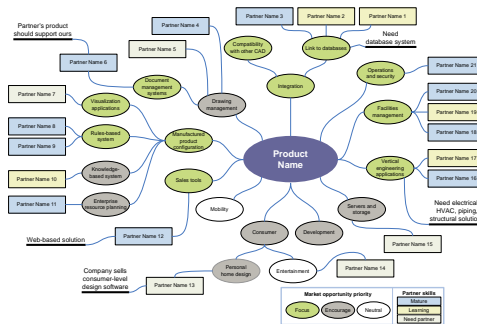 Partner's product
should support ours
Partner Name 4
Partner Name 3
Partner Name 2
Partner Name 1
Need
database system
Partner Name 5
Compatibility
with other CAD
Link to databases
Partner Name 6
Document
management
systems
Operations
and security
Partner Name 21
Integration
Partner Name 7
Visualization
applications
Drawing
management
Partner Name 20
Facilities
management
Partner Name 19
Partner Name 18
Partner Name 8
Rules-based
system
Partner Name 9
Manufactured
product
configuration
Product
Name
Vertical
engineering
applications
Partner Name 17
Partner Name 16
Partner Name 10
Knowledge-
based system
Sales tools
Partner Name 11
Enterprise
resource planning
Mobility
Servers and
storage
Need electrical,
HVAC, piping,
structural solution
Partner Name 12
Web-based solution
Consumer
Development
Partner Name 15
Company sells
consumer-level
design software
Personal
home design
Entertainment
Partner Name 14
Partner Name 13
Market opportunity priority
Focus
Encourage
Neutral
Partner skills
Mature
Learning
Need partner